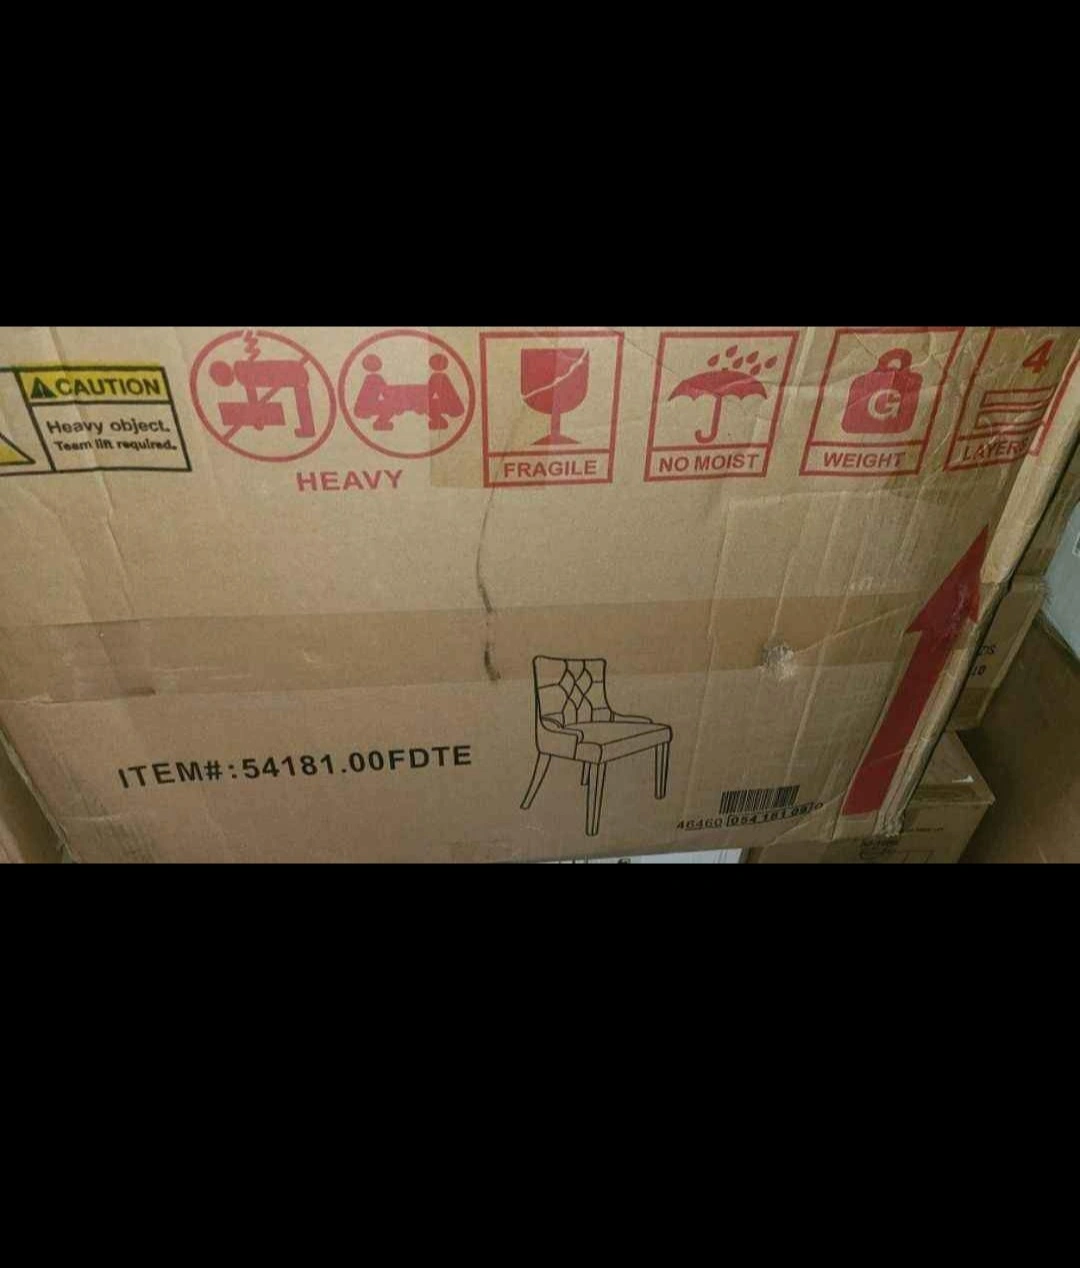 CAUTION
Heavy object.
Team lift required.
HEAVY
FRAGILE
NO MOIST
G
WEIGHT
4
LAYERS
ITEM#:54181.00FDTE
46460